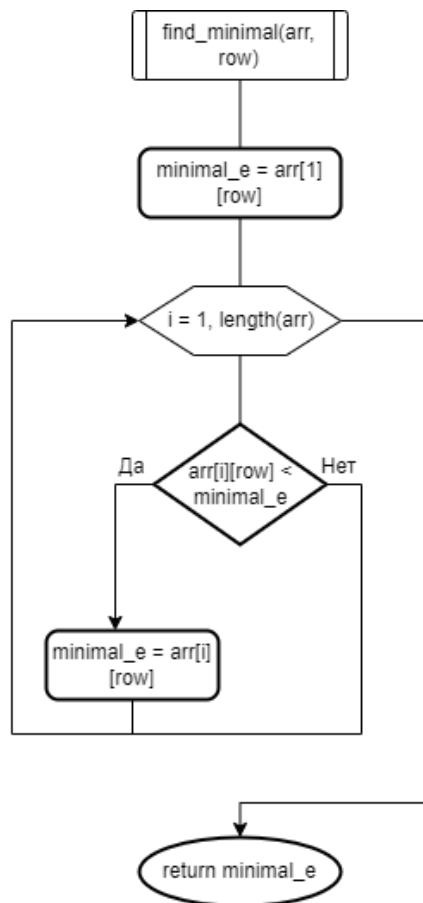 find_minimal(arr,
row)
minimal_e = arr[1]
[row]
i = 1, length(arr)
Да
arr[i][row] <
minimal_e
Нет
minimal_e = arr[i]
[row]
return minimal_e